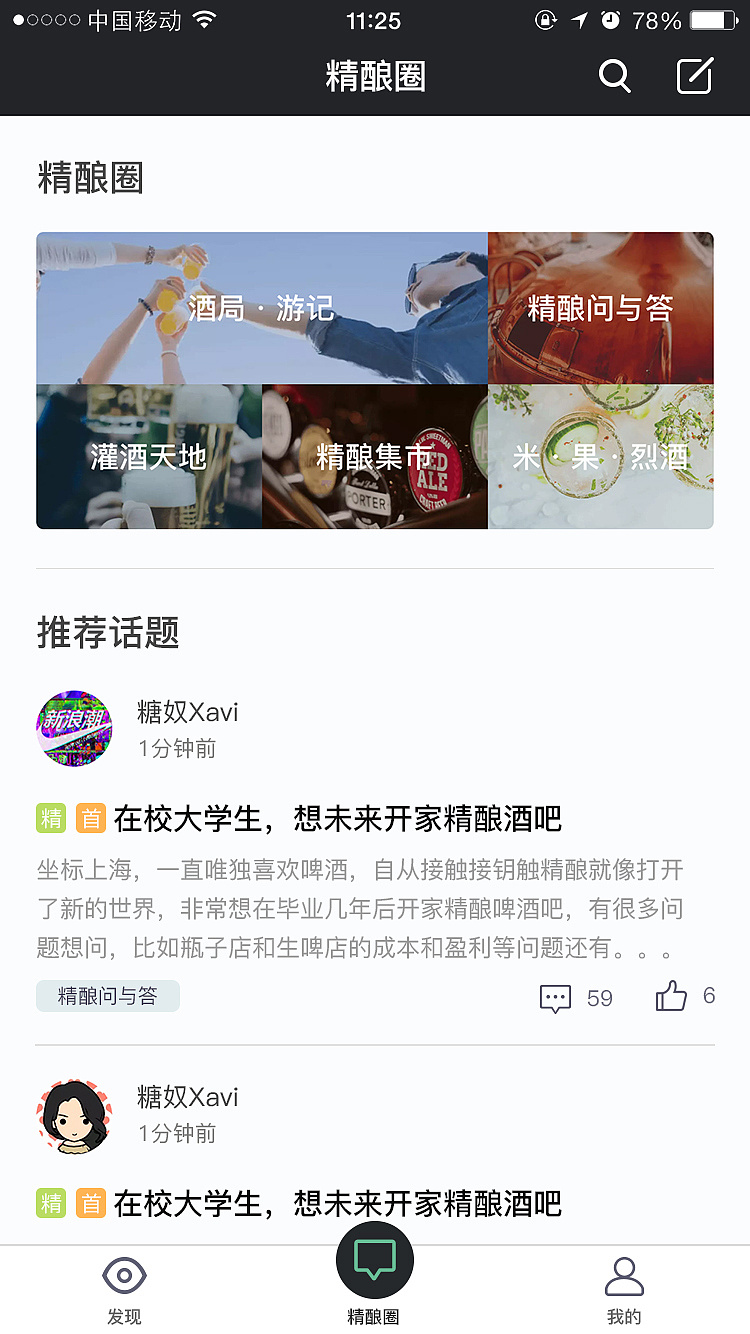 中国移动
11:25
78%
精酿圈
精酿圈
酒局 · 游记
精酿问与答
灌酒天地
精酿集市
米 · 果 · 烈酒
RED
ALE
CRAFT BEER
PORTER
推荐话题
新浪潮
糖奴Xavi
1分钟前
精 首 在校大学生，想未来开家精酿酒吧
坐标上海，一直唯独喜欢啤酒，自从接触接钥触精酿就像打开
了新的世界，非常想在毕业几年后开家精酿啤酒吧，有很多问
题想问，比如瓶子店和生啤店的成本和盈利等问题还有。。。
精酿问与答
59
6
糖奴Xavi
1分钟前
精 首 在校大学生，想未来开家精酿酒吧
发现
精酿圈
我的